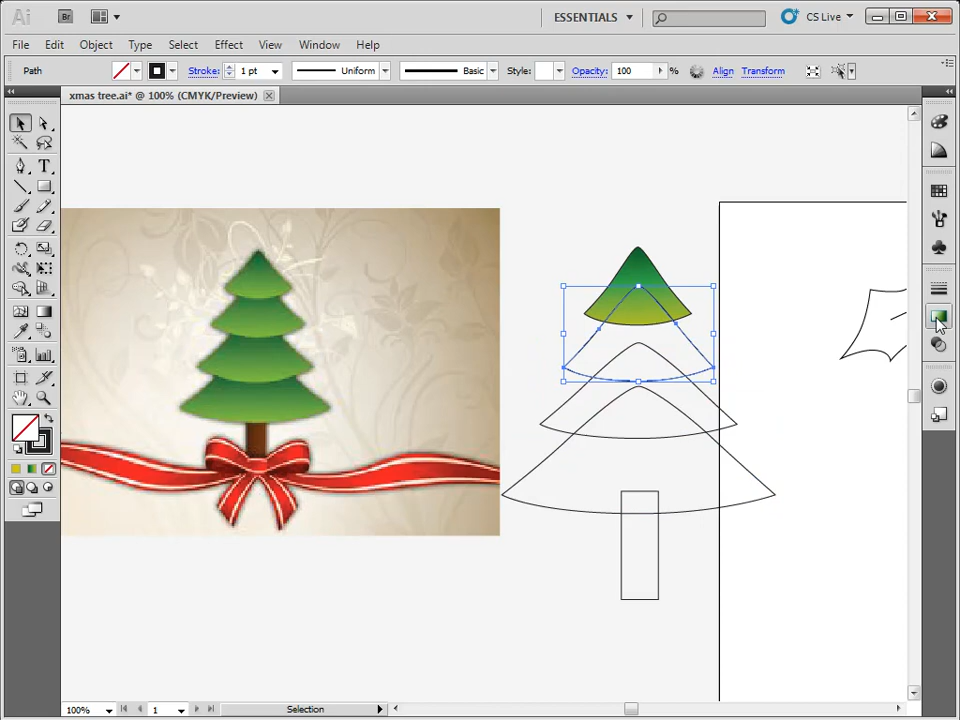 Ai Br ESSENTIALS CS Live
File Edit Object Type Select Effect View Window Help
Path Stroke: 1 pt Uniform Basic Style: Opacity: 100 % Align Transform
xmas tree.ai* @ 100% (CMYK/Preview)
T
100% 1 Selection